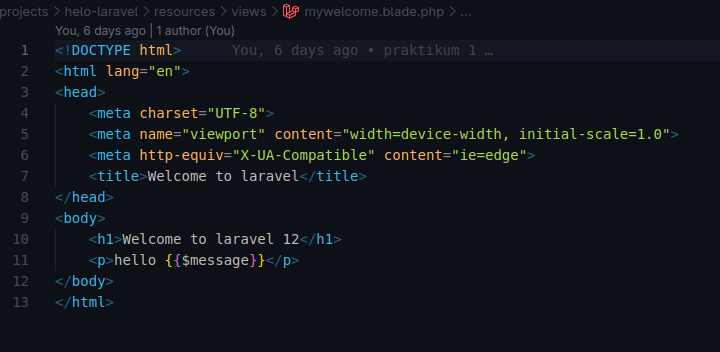 projects > helo-laravel > resources > views > mywelcome.blade.php > ...
You, 6 days ago | 1 author (You)
1 <!DOCTYPE html> You, 6 days ago • praktikum 1 …
2 <html lang="en">
3 <head>
4 <meta charset="UTF-8">
5 <meta name="viewport" content="width=device-width, initial-scale=1.0">
6 <meta http-equiv="X-UA-Compatible" content="ie=edge">
7 <title>Welcome to laravel</title>
8 </head>
9 <body>
10 <h1>Welcome to laravel 12</h1>
11 <p>hello {{$message}}</p>
12 </body>
13 </html>